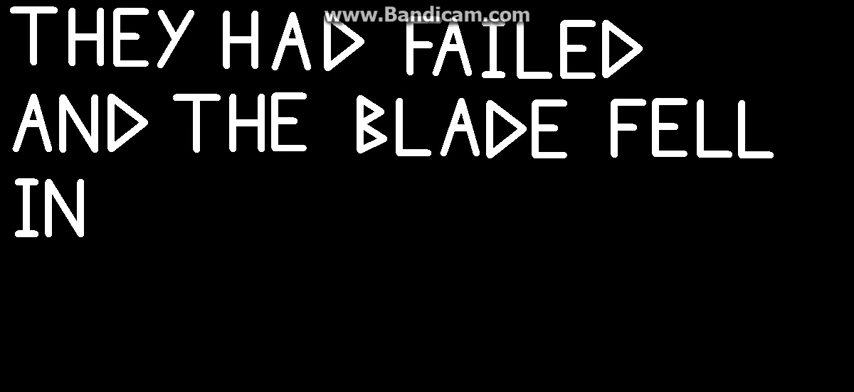 www.Bandicam.com
THEY HAD FAILED
AND THE BLADE FELL
IN